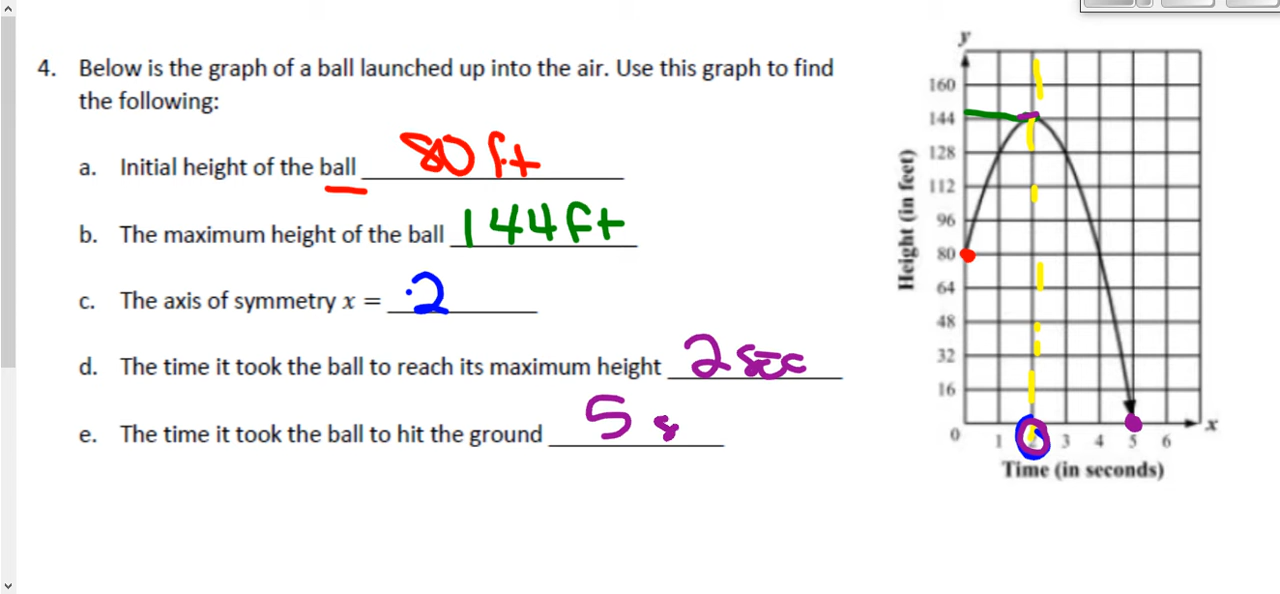 4. Below is the graph of a ball launched up into the air. Use this graph to find
the following:
a. Initial height of the ball 80 ft
b. The maximum height of the ball 144ft
c. The axis of symmetry x = 2
d. The time it took the ball to reach its maximum height 2 sec
e. The time it took the ball to hit the ground 5 s
y
160
144
128
112
96
80
64
48
32
16
Height (in feet)
0 1 3 4 5 6 x
Time (in seconds)